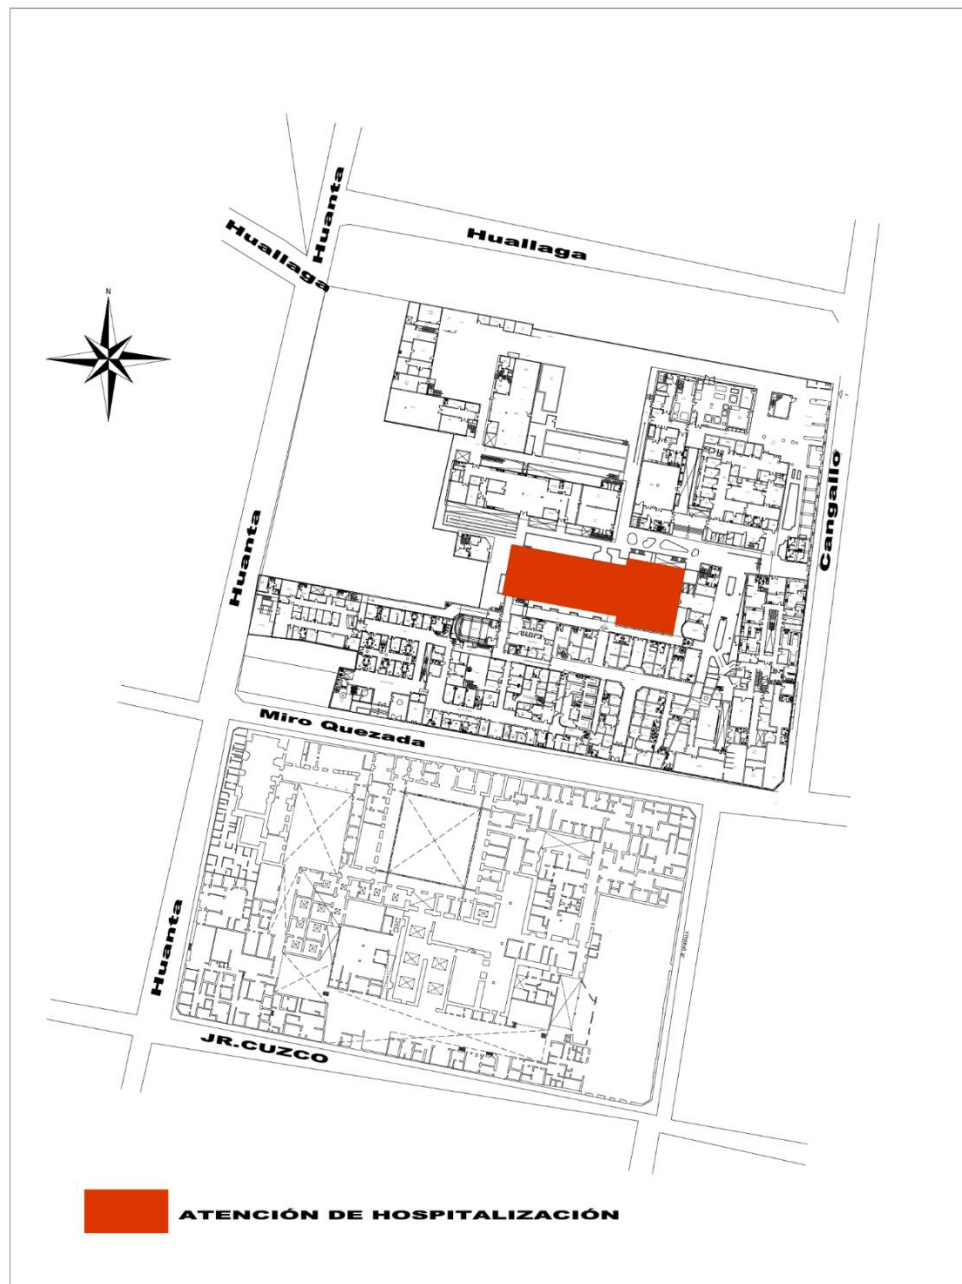 Huanta
Huallaga
Huallaga
N
Cangallo
Huanta
Miro Quezada
Huanta
JR.CUZCO
ATENCIÓN DE HOSPITALIZACIÓN